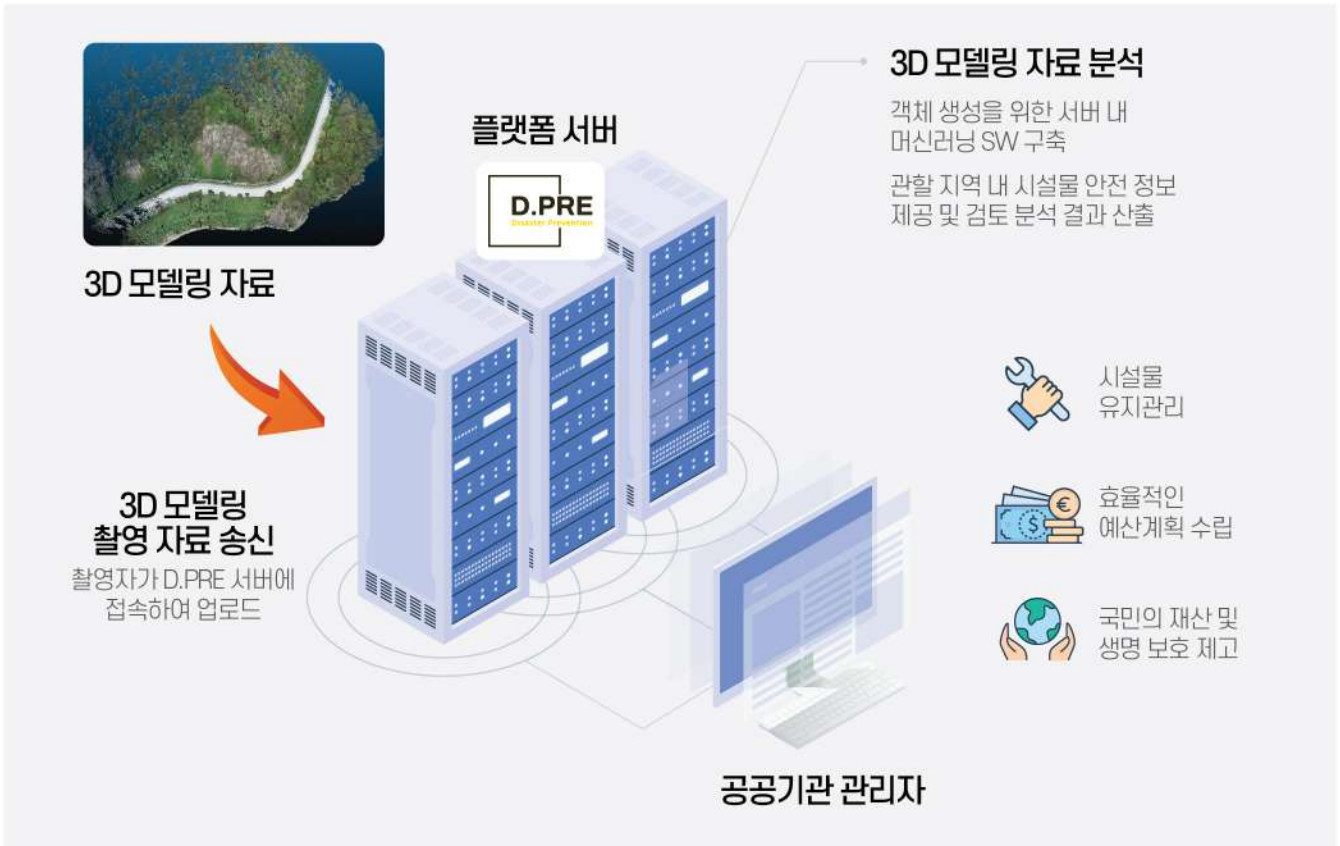 플랫폼 서버
D.PRE
Disaster Prevention
3D 모델링 자료
3D 모델링
촬영 자료 송신
촬영자가 D.PRE 서버에
접속하여 업로드
3D 모델링 자료 분석
객체 생성을 위한 서버 내
머신러닝 SW 구축
관할 지역 내 시설물 안전 정보
제공 및 검토 분석 결과 산출
시설물
유지관리
효율적인
예산계획 수립
국민의 재산 및
생명 보호 제고
공공기관 관리자